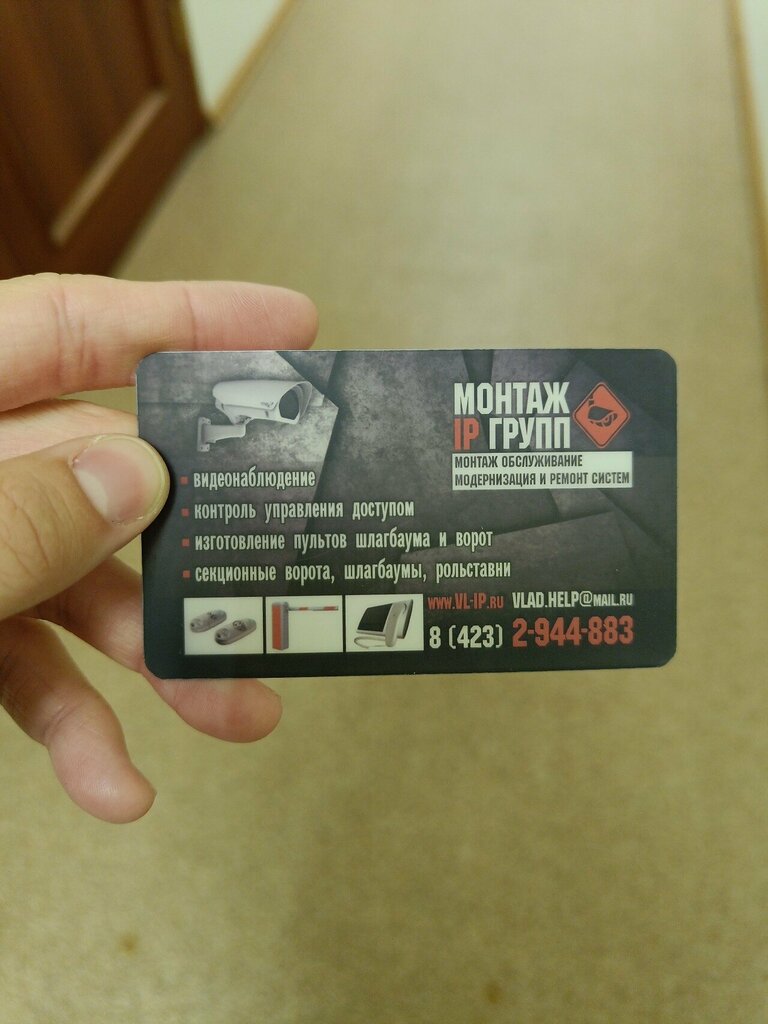 МОНТАЖ
IP ГРУПП
МОНТАЖ ОБСЛУЖИВАНИЕ
МОДЕРНИЗАЦИЯ И РЕМОНТ СИСТЕМ
видеонаблюдение
контроль управления доступом
изготовление пультов шлагбаума и ворот
секционные ворота, шлагбаумы, рольставни
WWW.VL-IP.RU VLAD.HELP@MAIL.RU
8 (423) 2-944-883